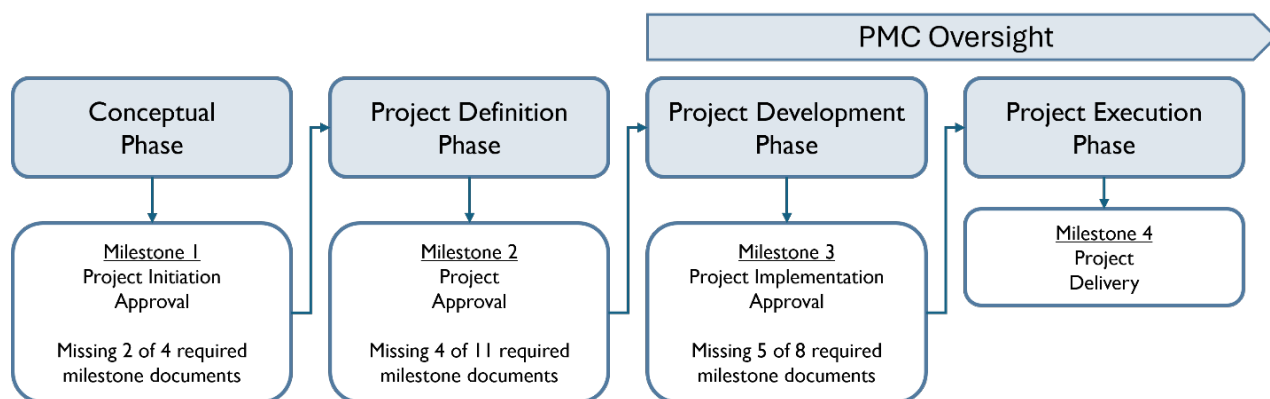 PMC Oversight
Conceptual
Phase
Project Definition
Phase
Project Development
Phase
Project Execution
Phase
Milestone 1
Project Initiation
Approval
Missing 2 of 4 required
milestone documents
Milestone 2
Project
Approval
Missing 4 of 11 required
milestone documents
Milestone 3
Project Implementation
Approval
Missing 5 of 8 required
milestone documents
Milestone 4
Project
Delivery